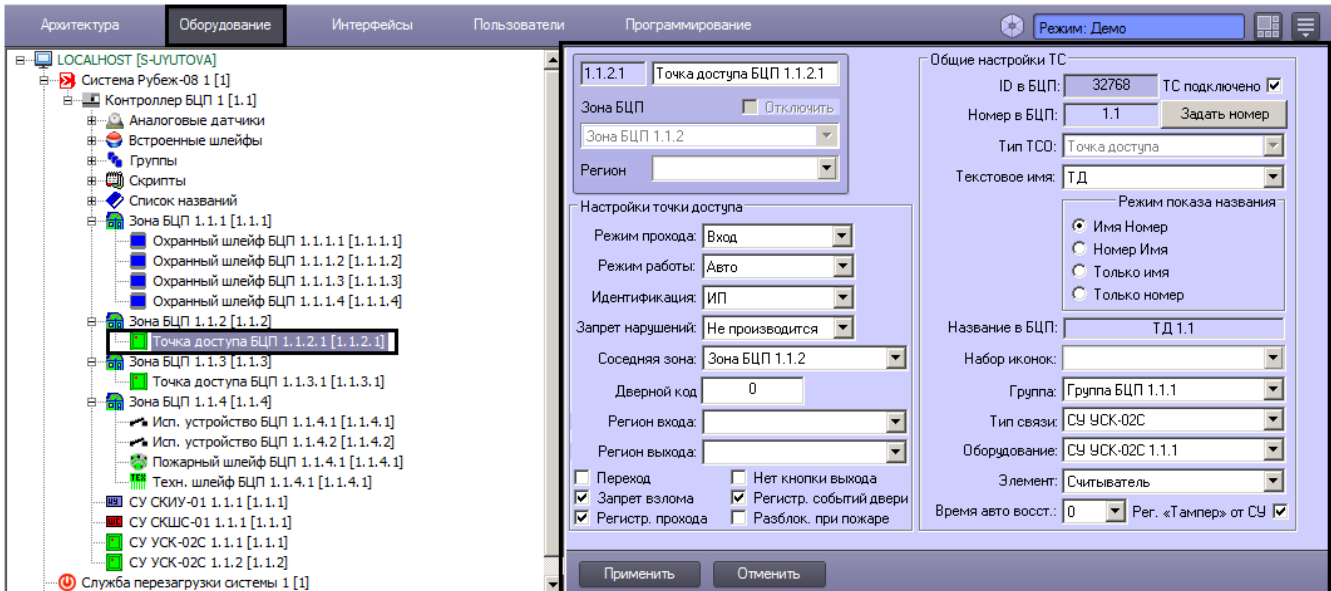 Архитектура Оборудование Интерфейсы Пользователи Программирование Режим: Демо
LOCALHOST [S-UYUTOVA]
Система Рубеж-08 1 [1]
Контроллер БЦП 1 [1.1]
Аналоговые датчики
Встроенные шлейфы
Группы
Скрипты
Список названий
Зона БЦП 1.1.1 [1.1.1]
Охранный шлейф БЦП 1.1.1.1 [1.1.1.1]
Охранный шлейф БЦП 1.1.1.2 [1.1.1.2]
Охранный шлейф БЦП 1.1.1.3 [1.1.1.3]
Охранный шлейф БЦП 1.1.1.4 [1.1.1.4]
Зона БЦП 1.1.2 [1.1.2]
Точка доступа БЦП 1.1.2.1 [1.1.2.1]
Зона БЦП 1.1.3 [1.1.3]
Точка доступа БЦП 1.1.3.1 [1.1.3.1]
Зона БЦП 1.1.4 [1.1.4]
Исп. устройство БЦП 1.1.4.1 [1.1.4.1]
Исп. устройство БЦП 1.1.4.2 [1.1.4.2]
Пожарный шлейф БЦП 1.1.4.1 [1.1.4.1]
Техн. шлейф БЦП 1.1.4.1 [1.1.4.1]
СУ СКИУ-01 1.1.1 [1.1.1]
СУ СКШС-01 1.1.1 [1.1.1]
СУ УСК-02С 1.1.1 [1.1.1]
СУ УСК-02С 1.1.2 [1.1.2]
Служба перезагрузки системы 1 [1]
1.1.2.1 Точка доступа БЦП 1.1.2.1
Зона БЦП Отключить
Зона БЦП 1.1.2
Регион
Настройки точки доступа
Режим прохода: Вход
Режим работы: Авто
Идентификация: ИП
Запрет нарушений: Не производится
Соседняя зона: Зона БЦП 1.1.2
Дверной код 0
Регион входа:
Регион выхода:
Переход Нет кнопки выхода
Запрет взлома Регистр. событий двери
Регистр. прохода Разблок. при пожаре
Общие настройки ТС
ID в БЦП: 32768 ТС подключено
Номер в БЦП: 1.1 Задать номер
Тип ТСО: Точка доступа
Текстовое имя: ТД
Режим показа названия
Имя Номер
Номер Имя
Только имя
Только номер
Название в БЦП: ТД 1.1
Набор иконок:
Группа: Группа БЦП 1.1.1
Тип связи: СУ УСК-02С
Оборудование: СУ УСК-02С 1.1.1
Элемент: Считыватель
Время авто восст.: 0 Рег. «Тампер» от СУ
Применить Отменить